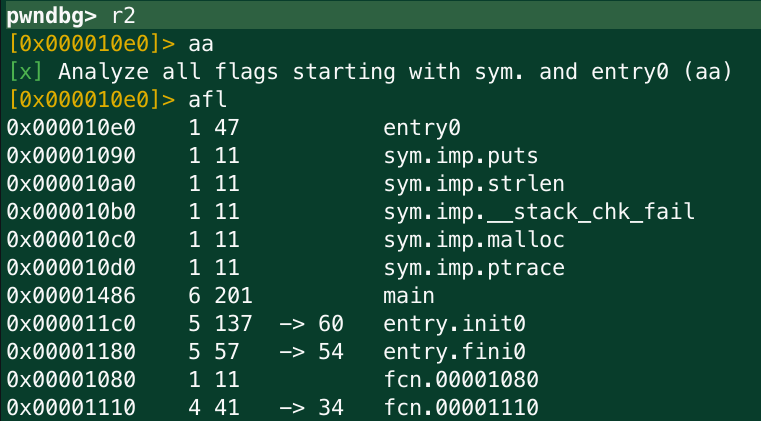 pwndbg> r2
[0x000010e0]> aa
[x] Analyze all flags starting with sym. and entry0 (aa)
[0x000010e0]> afl
0x000010e0    1 47           entry0
0x00001090    1 11           sym.imp.puts
0x000010a0    1 11           sym.imp.strlen
0x000010b0    1 11           sym.imp.__stack_chk_fail
0x000010c0    1 11           sym.imp.malloc
0x000010d0    1 11           sym.imp.ptrace
0x00001486    6 201          main
0x000011c0    5 137  -> 60   entry.init0
0x00001180    5 57   -> 54   entry.fini0
0x00001080    1 11           fcn.00001080
0x00001110    4 41   -> 34   fcn.00001110